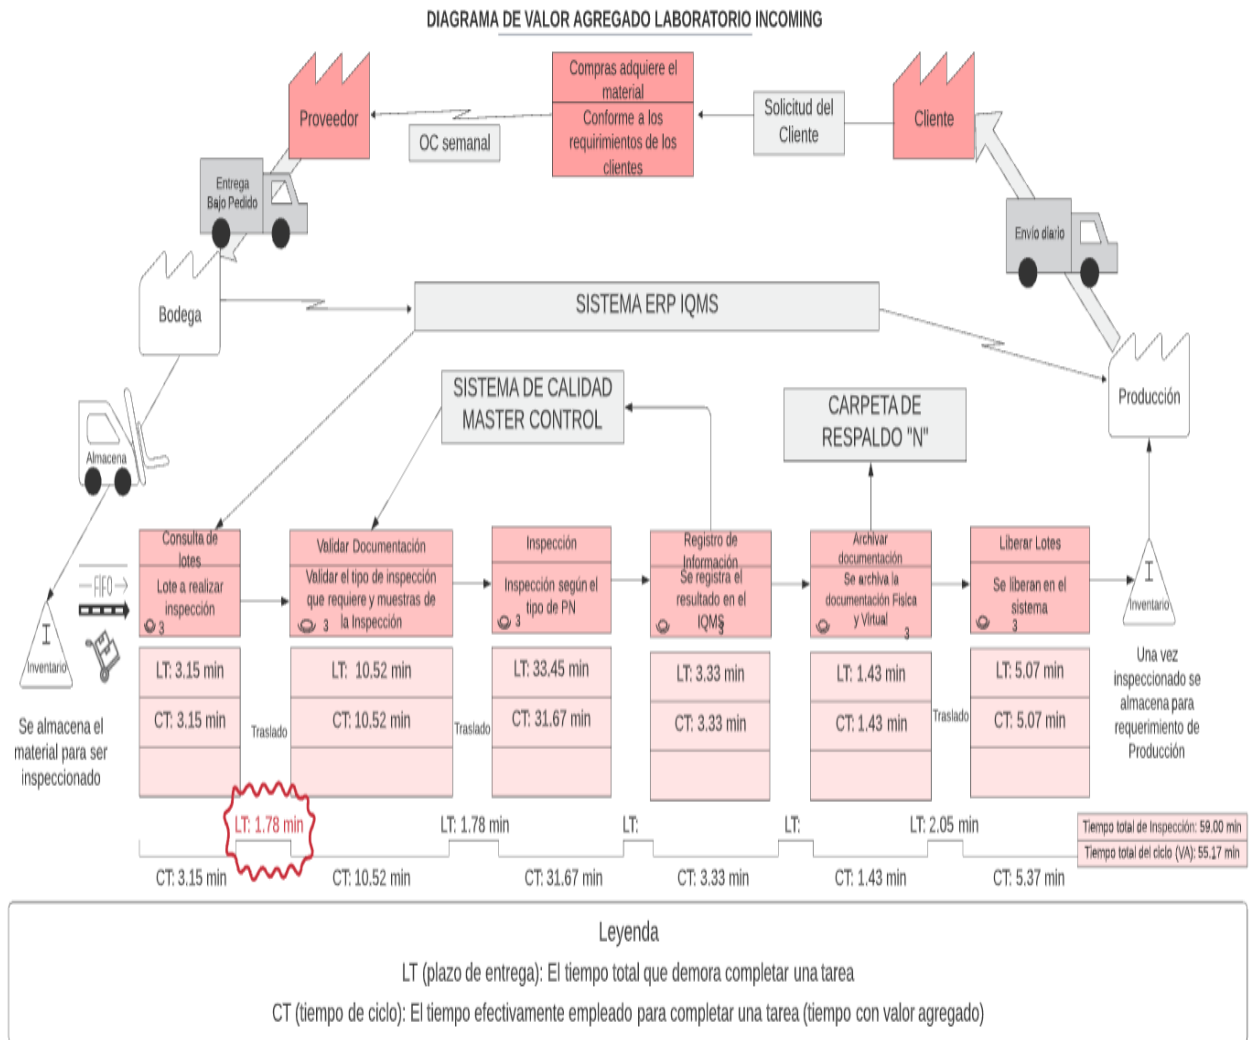 DIAGRAMA DE VALOR AGREGADO LABORATORIO INCOMING
Proveedor
OC semanal
Compras adquiere el
material
Conforme a los
requirimientos de los
clientes
Solicitud del
Cliente
Cliente
Entrega
Bajo Pedido
Envío diario
Bodega
SISTEMA ERP IQMS
Producción
Almacena
SISTEMA DE CALIDAD
MASTER CONTROL
CARPETA DE
RESPALDO "N"
I
Inventario
Se almacena el
material para ser
inspeccionado
FIFO
Consulta de
lotes
Lote a realizar
inspección
3
LT: 3.15 min
CT: 3.15 min
Traslado
Validar Documentación
Validar el tipo de inspección
que requiere y muestras de
la Inspección
3
LT: 10.52 min
CT: 10.52 min
Traslado
Inspección
Inspección según el
tipo de PN
3
LT: 33.45 min
CT: 31.67 min
Registro de
Información
Se registra el
resultado en el
IQMS
3
LT: 3.33 min
CT: 3.33 min
Archivar
documentación
Se archiva la
documentación Fisica
y Virtual
3
LT: 1.43 min
CT: 1.43 min
Traslado
Liberar Lotes
Se liberan en el
sistema
3
LT: 5.07 min
CT: 5.07 min
I
Inventario
Una vez
inspeccionado se
almacena para
requerimiento de
Producción
LT: 1.78 min
LT: 1.78 min
LT:
LT:
LT: 2.05 min
CT: 3.15 min
CT: 10.52 min
CT: 31.67 min
CT: 3.33 min
CT: 1.43 min
CT: 5.37 min
Tiempo total de Inspección: 59.00 min
Tiempo total del ciclo (VA): 55.17 min
Leyenda
LT (plazo de entrega): El tiempo total que demora completar una tarea
CT (tiempo de ciclo): El tiempo efectivamente empleado para completar una tarea (tiempo con valor agregado)